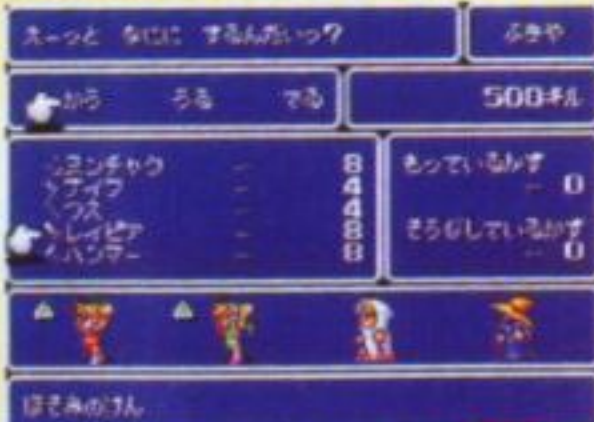 えーっと なにに するんだいっ？
ぶきや
かう うる でる
500ギル
ヌンチャク 8
ナイフ 4
つえ 4
レイピア 8
ハンマー 8
もっているかず
0
そうびしているかず
0
ほそみのけん